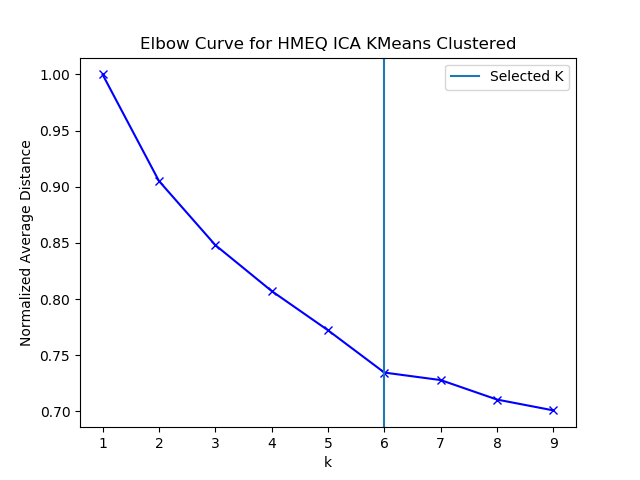 Elbow Curve for HMEQ ICA KMeans Clustered
Selected K
Normalized Average Distance
1.00
0.95
0.90
0.85
0.80
0.75
0.70
1 2 3 4 5 6 7 8 9
k